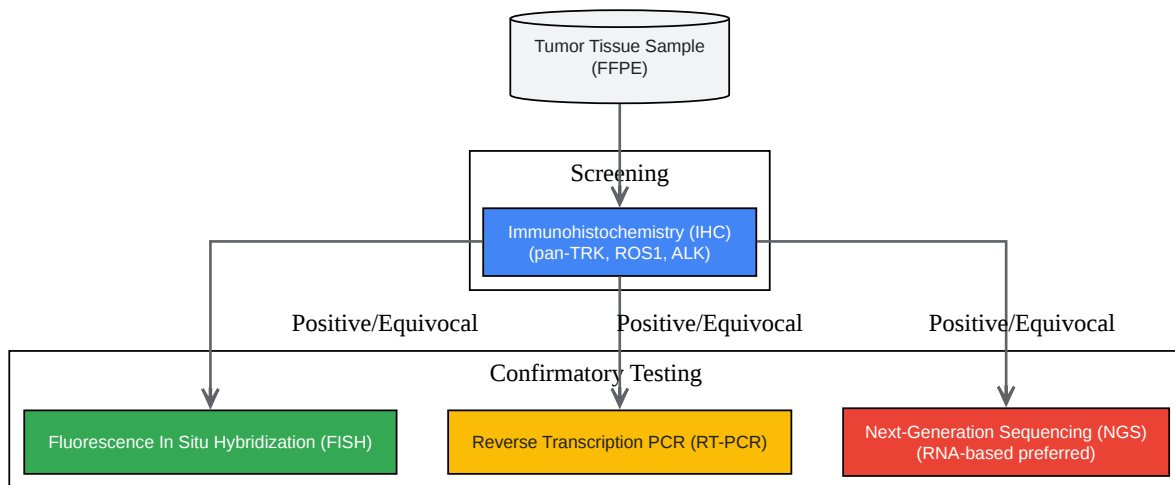 Tumor Tissue Sample
(FFPE)
Screening
Immunohistochemistry (IHC)
(pan-TRK, ROS1, ALK)
Positive/Equivocal
Positive/Equivocal
Positive/Equivocal
Confirmatory Testing
Fluorescence In Situ Hybridization (FISH)
Reverse Transcription PCR (RT-PCR)
Next-Generation Sequencing (NGS)
(RNA-based preferred)